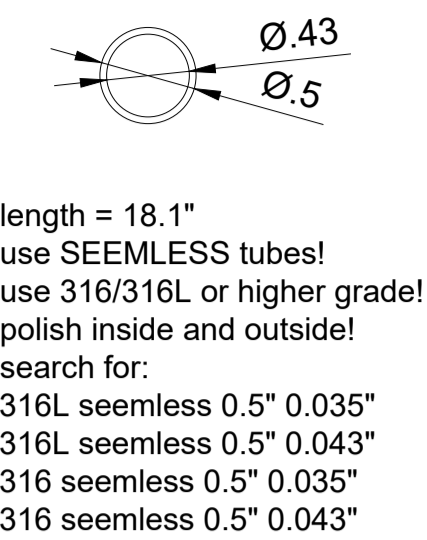 Ø.43
Ø.5
length = 18.1"
use SEEMLESS tubes!
use 316/316L or higher grade!
polish inside and outside!
search for:
316L seemless 0.5" 0.035"
316L seemless 0.5" 0.043"
316 seemless 0.5" 0.035"
316 seemless 0.5" 0.043"